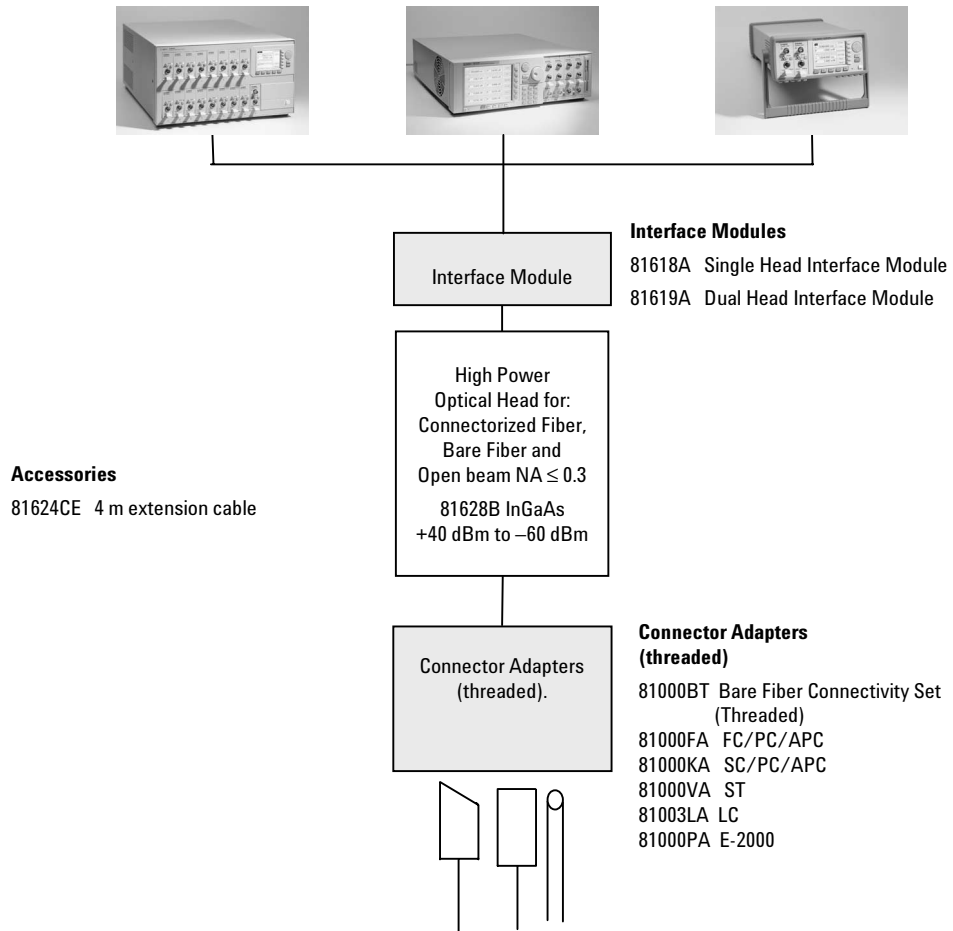 Interface Module
Interface Modules
81618A Single Head Interface Module
81619A Dual Head Interface Module
High Power
Optical Head for:
Connectorized Fiber,
Bare Fiber and
Open beam NA ≤ 0.3
81628B InGaAs
+40 dBm to –60 dBm
Accessories
81624CE 4 m extension cable
Connector Adapters
(threaded).
Connector Adapters
(threaded)
81000BT Bare Fiber Connectivity Set
(Threaded)
81000FA FC/PC/APC
81000KA SC/PC/APC
81000VA ST
81003LA LC
81000PA E-2000